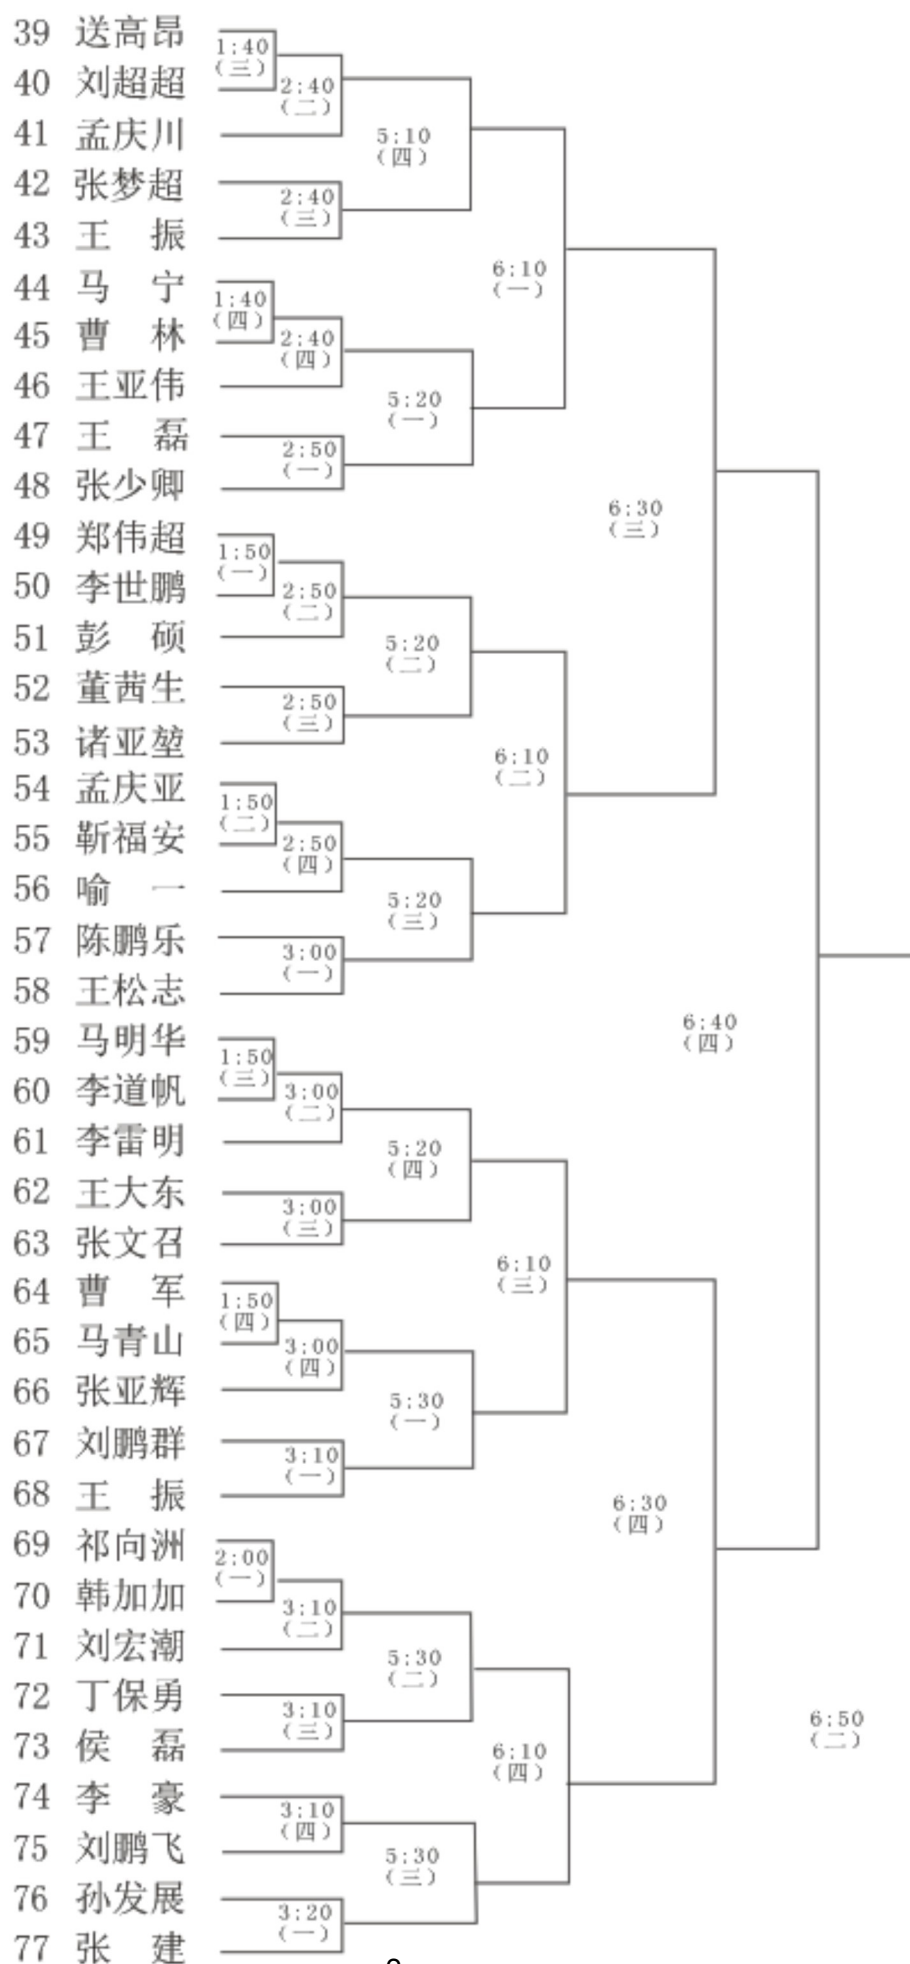 39 送高昂
1:40
(三)
40 刘超超
2:40
(二)
41 孟庆川
5:10
(四)
42 张梦超
2:40
(三)
43 王 振
6:10
(一)
44 马 宁
1:40
(四)
45 曹 林
2:40
(四)
46 王亚伟
5:20
(一)
47 王 磊
2:50
(一)
48 张少卿
6:30
(三)
49 郑伟超
1:50
(一)
50 李世鹏
2:50
(二)
51 彭 硕
5:20
(二)
52 董茜生
2:50
(三)
53 诸亚堃
6:10
(二)
54 孟庆亚
1:50
(二)
55 靳福安
2:50
(四)
56 喻 一
5:20
(三)
57 陈鹏乐
3:00
(一)
58 王松志
6:40
(四)
59 马明华
1:50
(三)
60 李道帆
3:00
(二)
61 李雷明
5:20
(四)
62 王大东
3:00
(三)
63 张文召
6:10
(三)
64 曹 军
1:50
(四)
65 马青山
3:00
(四)
66 张亚辉
5:30
(一)
67 刘鹏群
3:10
(一)
68 王 振
6:30
(四)
69 祁向洲
2:00
(一)
70 韩加加
3:10
(二)
71 刘宏潮
5:30
(二)
72 丁保勇
3:10
(三)
6:50
(二)
73 侯 磊
6:10
(四)
74 李 豪
3:10
(四)
75 刘鹏飞
5:30
(三)
76 孙发展
3:20
(一)
77 张 建